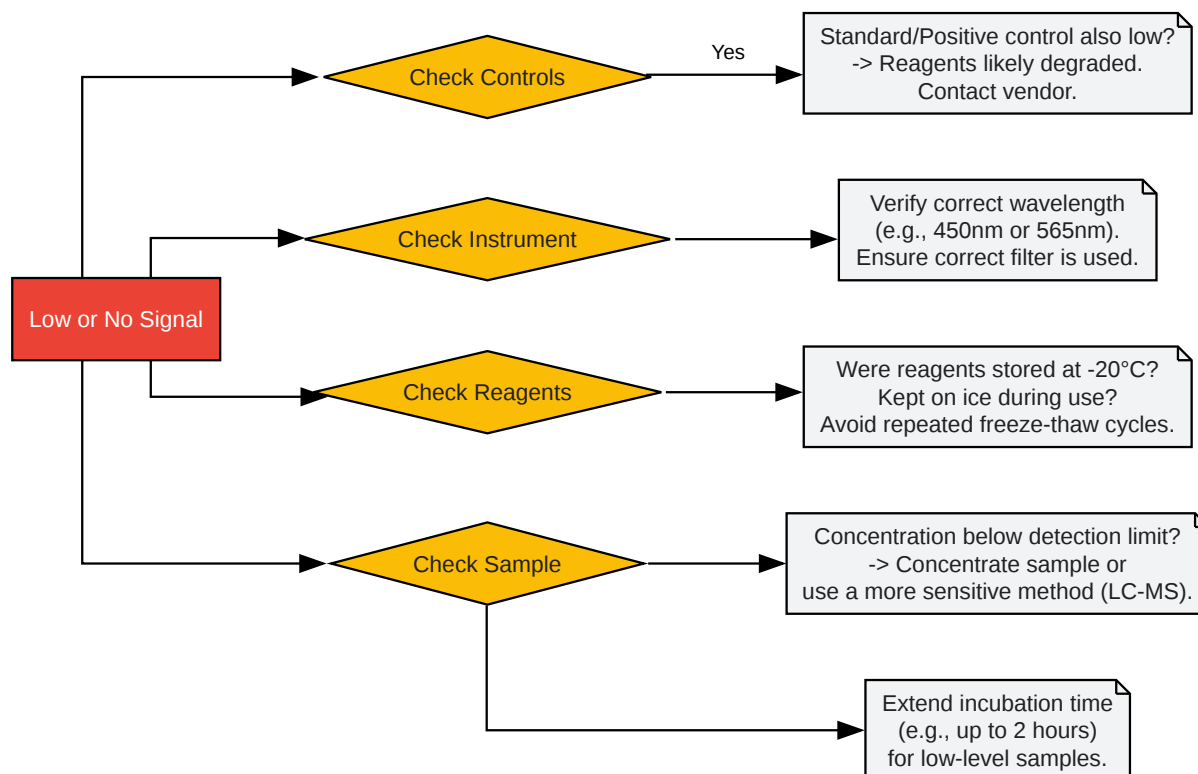 Check Controls
Yes
Standard/Positive control also low?
-> Reagents likely degraded.
Contact vendor.
Low or No Signal
Check Instrument
Verify correct wavelength
(e.g., 450nm or 565nm).
Ensure correct filter is used.
Check Reagents
Were reagents stored at -20°C?
Kept on ice during use?
Avoid repeated freeze-thaw cycles.
Check Sample
Concentration below detection limit?
-> Concentrate sample or
use a more sensitive method (LC-MS).
Extend incubation time
(e.g., up to 2 hours)
for low-level samples.